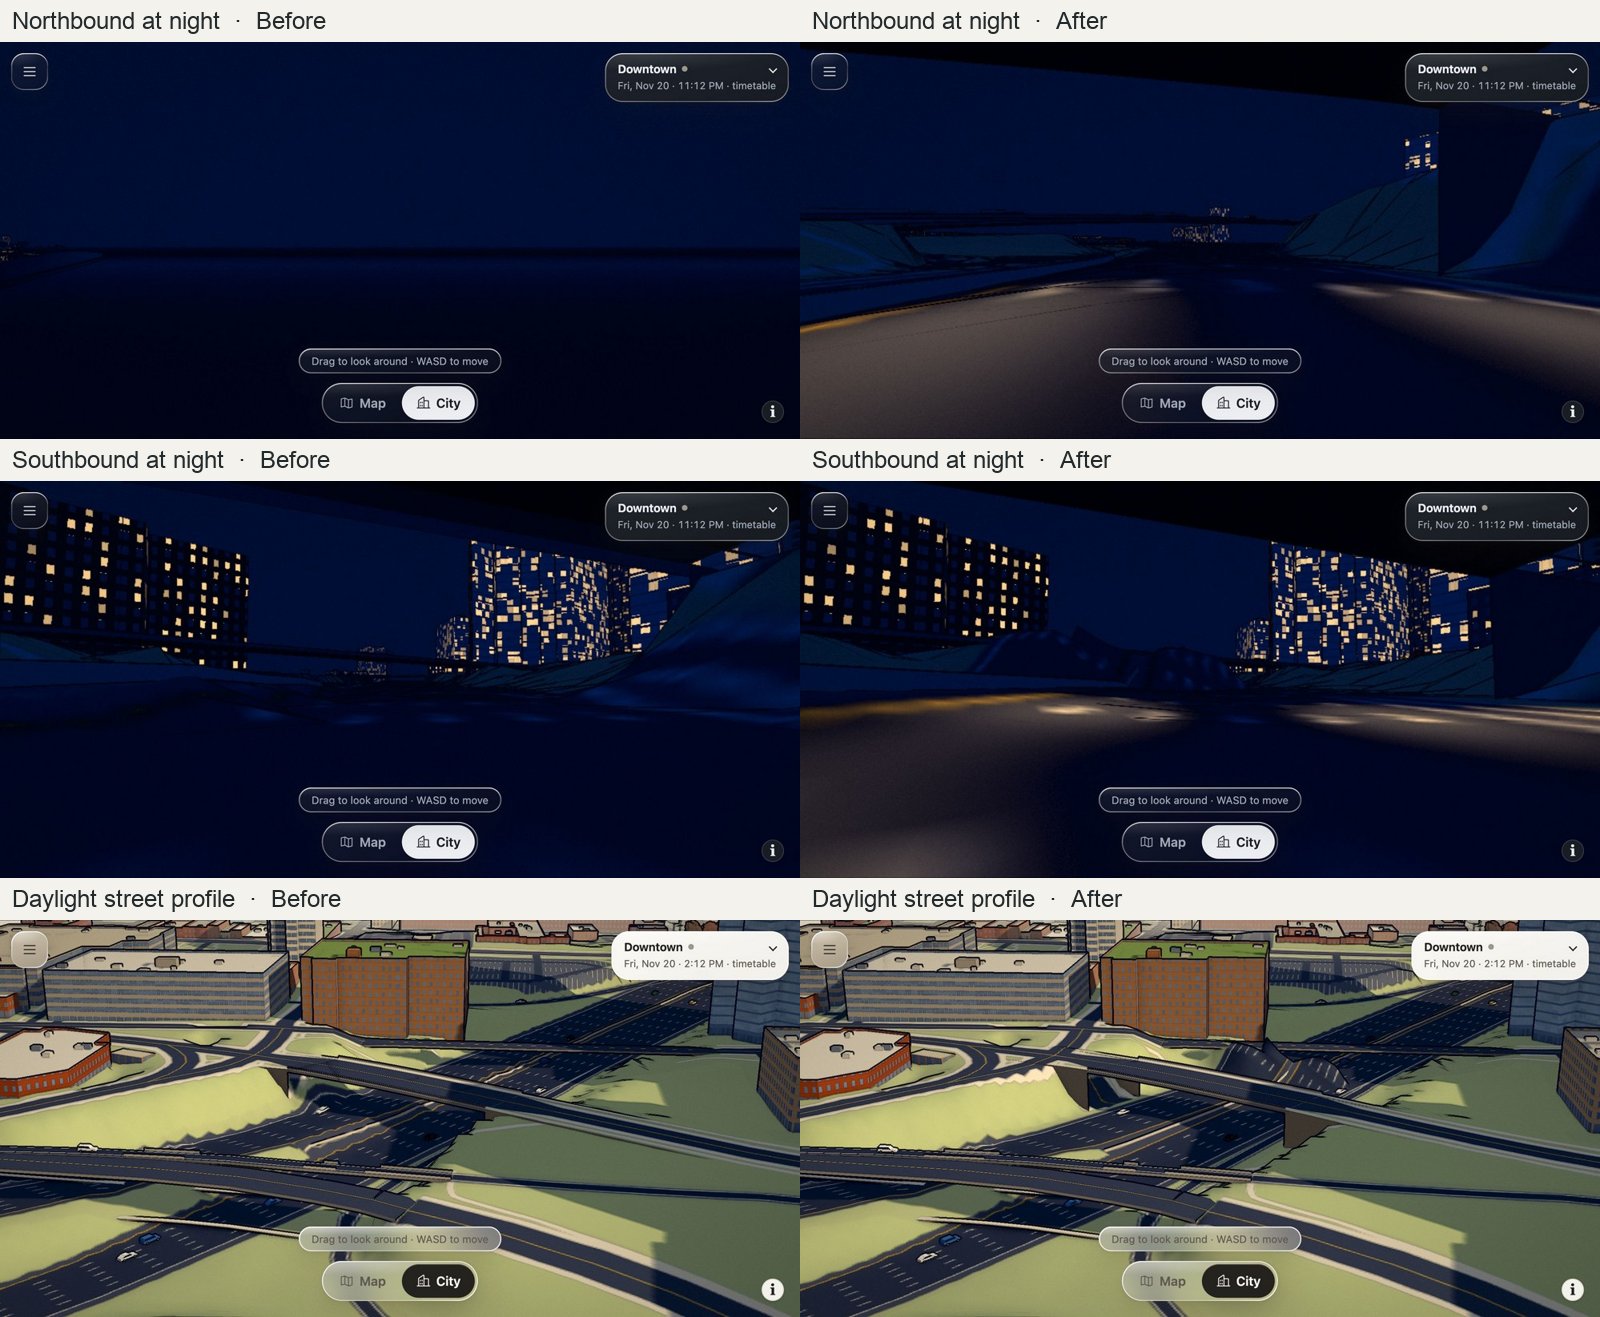 Northbound at night · Before
Northbound at night · After
Downtown
Fri, Nov 20 · 11:12 PM · timetable
Drag to look around · WASD to move
Map
City
Downtown
Fri, Nov 20 · 11:12 PM · timetable
Drag to look around · WASD to move
Map
City
Southbound at night · Before
Southbound at night · After
Downtown
Fri, Nov 20 · 11:12 PM · timetable
Drag to look around · WASD to move
Map
City
Downtown
Fri, Nov 20 · 11:12 PM · timetable
Drag to look around · WASD to move
Map
City
Daylight street profile · Before
Daylight street profile · After
Downtown
Fri, Nov 20 · 2:12 PM · timetable
Drag to look around · WASD to move
Map
City
Downtown
Fri, Nov 20 · 2:12 PM · timetable
Drag to look around · WASD to move
Map
City